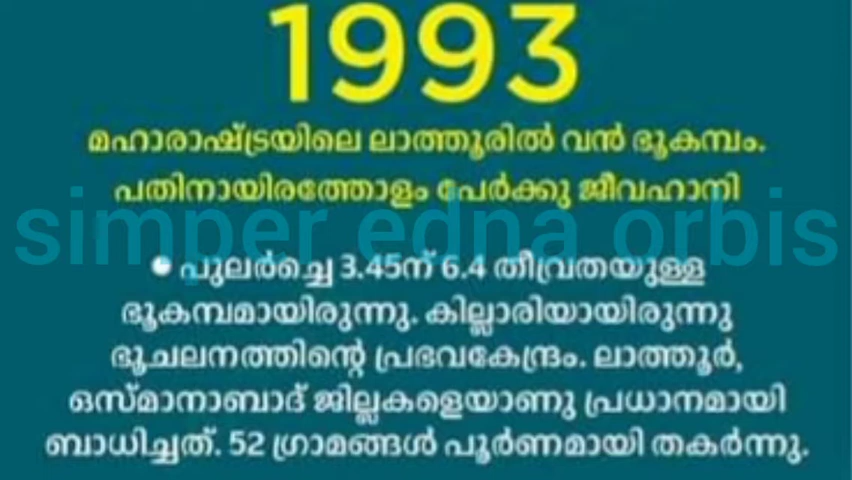 1993
മഹാരാഷ്ട്രയിലെ ലാത്തൂരിൽ വൻ ഭൂകമ്പം.
പതിനായിരത്തോളം പേർക്കു ജീവഹാനി
simper edna orbis
• പുലർച്ചെ 3.45ന് 6.4 തീവ്രതയുള്ള
ഭൂകമ്പമായിരുന്നു. കില്ലാരിയായിരുന്നു
ഭൂചലനത്തിന്റെ പ്രഭവകേന്ദ്രം. ലാത്തൂർ,
ഒസ്മാനാബാദ് ജില്ലകളെയാണു പ്രധാനമായി
ബാധിച്ചത്. 52 ഗ്രാമങ്ങൾ പൂർണമായി തകർന്നു.